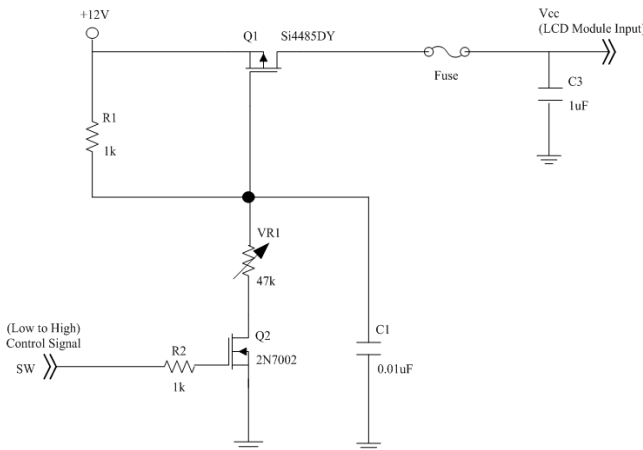 +12V
Q1
Si4485DY
Vcc
(LCD Module Input)
Fuse
C3
1uF
R1
1k
VR1
47k
(Low to High)
Control Signal
SW
R2
1k
Q2
2N7002
C1
0.01uF